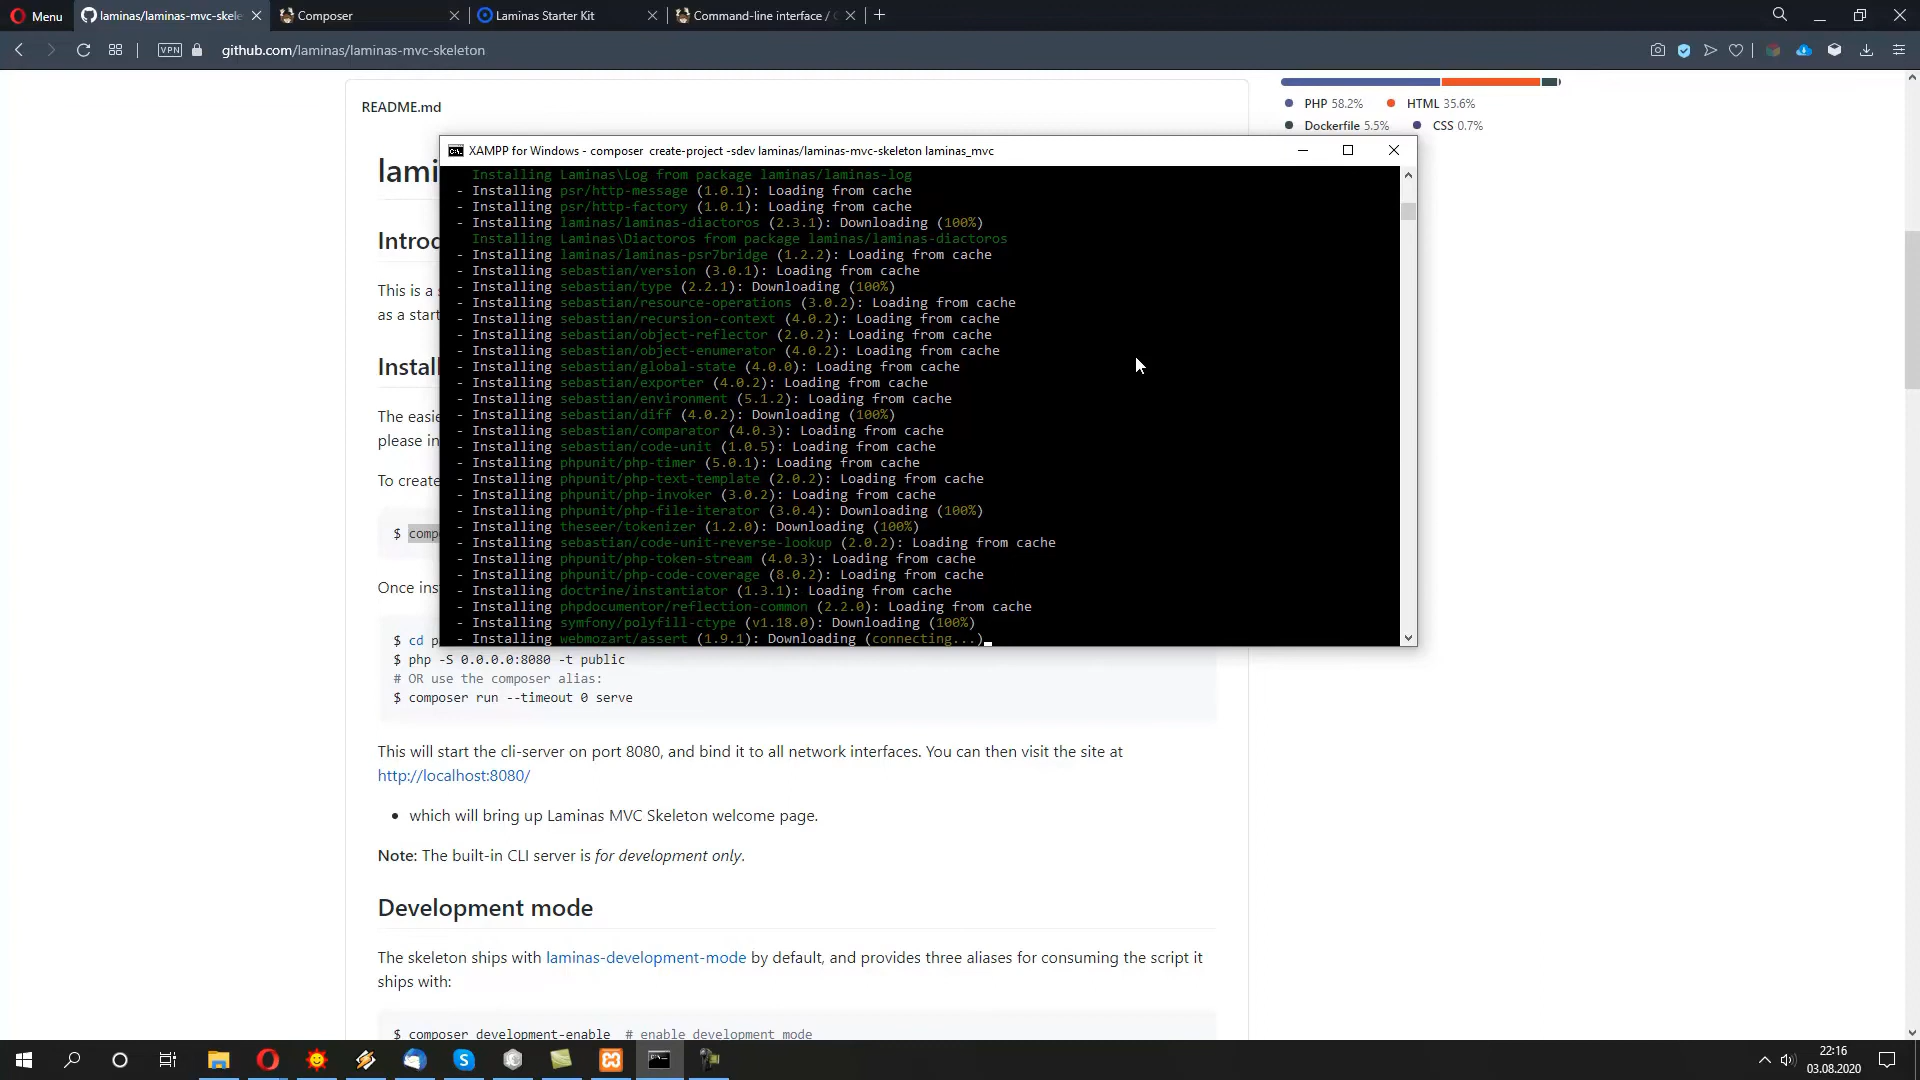 Menu
laminas/laminas-mvc-skele
Composer
Laminas Starter Kit
Command-line interface /
VPN
github.com/laminas/laminas-mvc-skeleton
README.md
PHP 58.2%
HTML 35.6%
Dockerfile 5.5%
CSS 0.7%
lami
Introd
This is a
as a start
Install
The easie
please in
To create
$ comp
Once ins
$ cd p
$ php -S 0.0.0.0:8080 -t public
# OR use the composer alias:
$ composer run --timeout 0 serve
This will start the cli-server on port 8080, and bind it to all network interfaces. You can then visit the site at
http://localhost:8080/
which will bring up Laminas MVC Skeleton welcome page.
Note: The built-in CLI server is for development only.
Development mode
The skeleton ships with laminas-development-mode by default, and provides three aliases for consuming the script it
ships with:
$ composer development-enable # enable development mode
XAMPP for Windows - composer create-project -sdev laminas/laminas-mvc-skeleton laminas_mvc
Installing Laminas\Log from package laminas/laminas-log
- Installing psr/http-message (1.0.1): Loading from cache
- Installing psr/http-factory (1.0.1): Loading from cache
- Installing laminas/laminas-diactoros (2.3.1): Downloading (100%)
Installing Laminas\Diactoros from package laminas/laminas-diactoros
- Installing laminas/laminas-psr7bridge (1.2.2): Loading from cache
- Installing sebastian/version (3.0.1): Loading from cache
- Installing sebastian/type (2.2.1): Downloading (100%)
- Installing sebastian/resource-operations (3.0.2): Loading from cache
- Installing sebastian/recursion-context (4.0.2): Loading from cache
- Installing sebastian/object-reflector (2.0.2): Loading from cache
- Installing sebastian/object-enumerator (4.0.2): Loading from cache
- Installing sebastian/global-state (4.0.0): Loading from cache
- Installing sebastian/exporter (4.0.2): Loading from cache
- Installing sebastian/environment (5.1.2): Loading from cache
- Installing sebastian/diff (4.0.2): Downloading (100%)
- Installing sebastian/comparator (4.0.3): Loading from cache
- Installing sebastian/code-unit (1.0.5): Loading from cache
- Installing phpunit/php-timer (5.0.1): Loading from cache
- Installing phpunit/php-text-template (2.0.2): Loading from cache
- Installing phpunit/php-invoker (3.0.2): Loading from cache
- Installing phpunit/php-file-iterator (3.0.4): Downloading (100%)
- Installing theseer/tokenizer (1.2.0): Downloading (100%)
- Installing sebastian/code-unit-reverse-lookup (2.0.2): Loading from cache
- Installing phpunit/php-token-stream (4.0.3): Loading from cache
- Installing phpunit/php-code-coverage (8.0.2): Loading from cache
- Installing doctrine/instantiator (1.3.1): Loading from cache
- Installing phpdocumentor/reflection-common (2.2.0): Loading from cache
- Installing symfony/polyfill-ctype (v1.18.0): Downloading (100%)
- Installing webmozart/assert (1.9.1): Downloading (connecting...)
22:16
03.08.2020